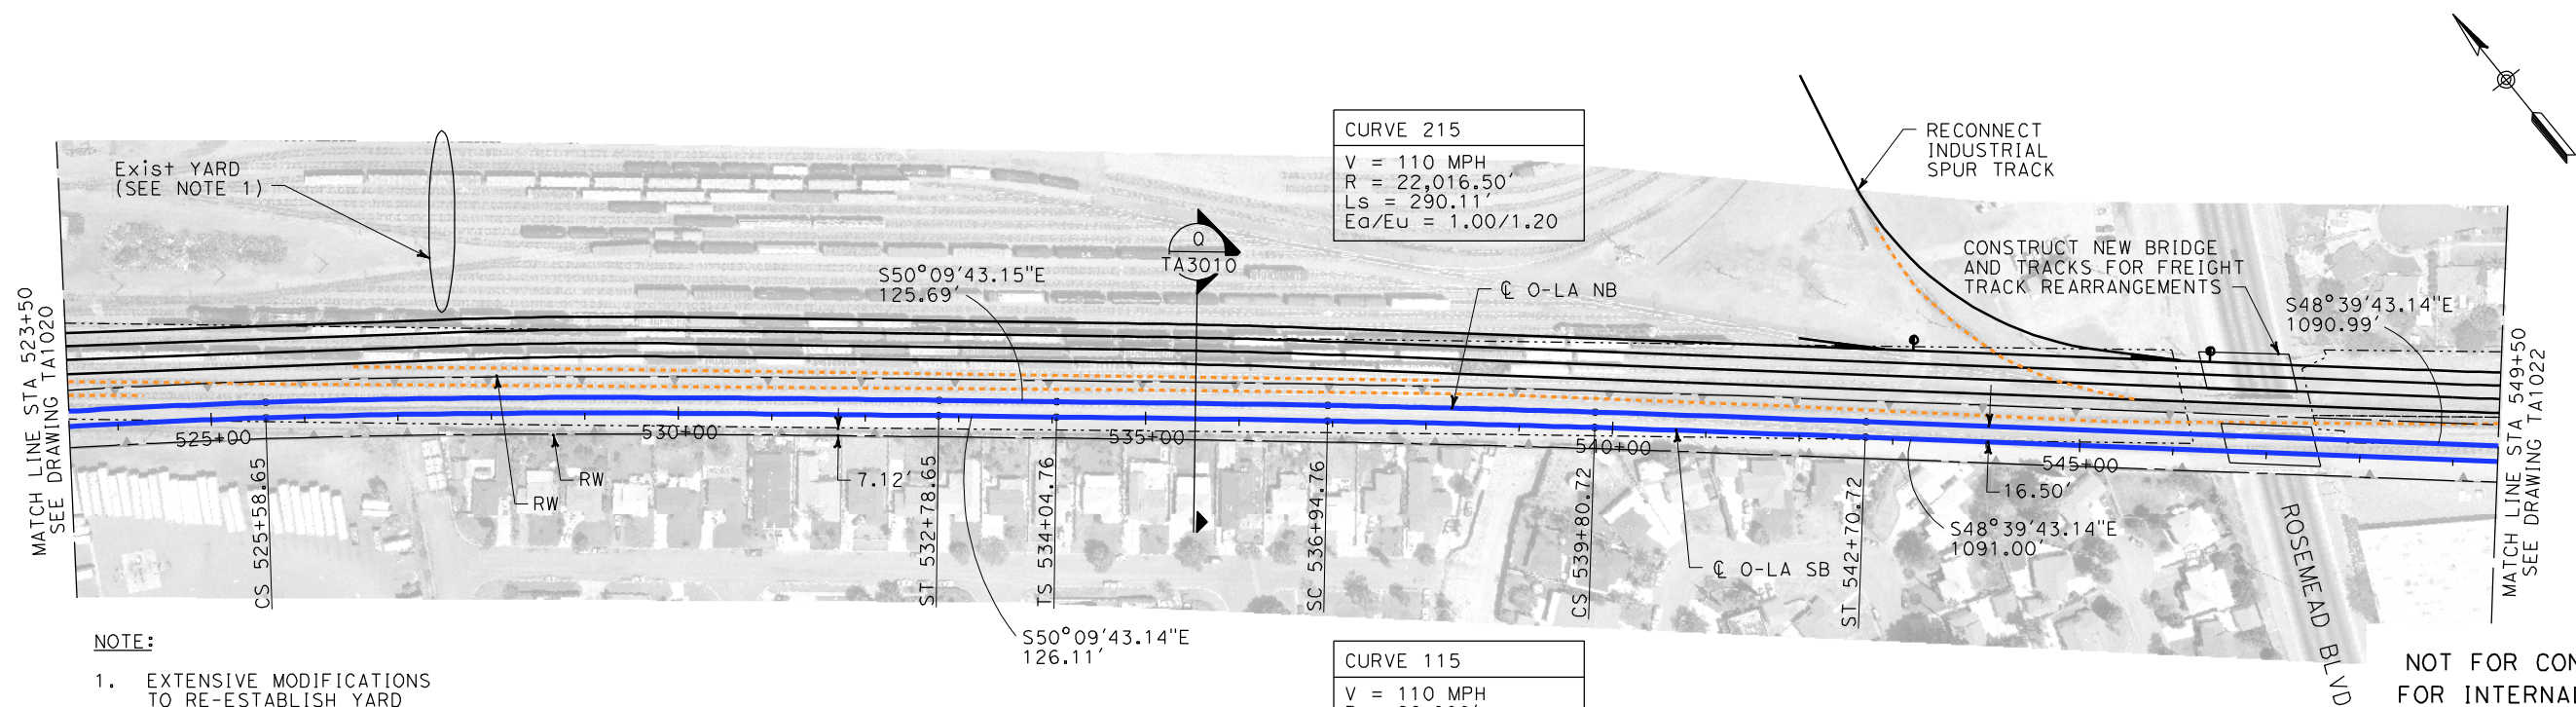 MATCH LINE STA 523+50
SEE DRAWING TA1020
Exist YARD
(SEE NOTE 1)
CURVE 215
V = 110 MPH
R = 22,016.50'
Ls = 290.11'
Ea/Eu = 1.00/1.20
RECONNECT
INDUSTRIAL
SPUR TRACK
CONSTRUCT NEW BRIDGE
AND TRACKS FOR FREIGHT
TRACK REARRANGEMENTS
Q
TA3010
S50°09'43.15"E
125.69'
℄ O-LA NB
S48°39'43.14"E
1090.99'
MATCH LINE STA 549+50
SEE DRAWING TA1022
525+00
530+00
535+00
540+00
545+00
CS 525+58.65
RW
RW
7.12'
ST 532+78.65
TS 534+04.76
SC 536+94.76
CS 539+80.72
ST 542+70.72
16.50'
S48°39'43.14"E
1091.00'
℄ O-LA SB
ROSEMEAD BLVD
S50°09'43.14"E
126.11'
NOTE:
1. EXTENSIVE MODIFICATIONS
TO RE-ESTABLISH YARD
CURVE 115
V = 110 MPH
NOT FOR CON
FOR INTERNA